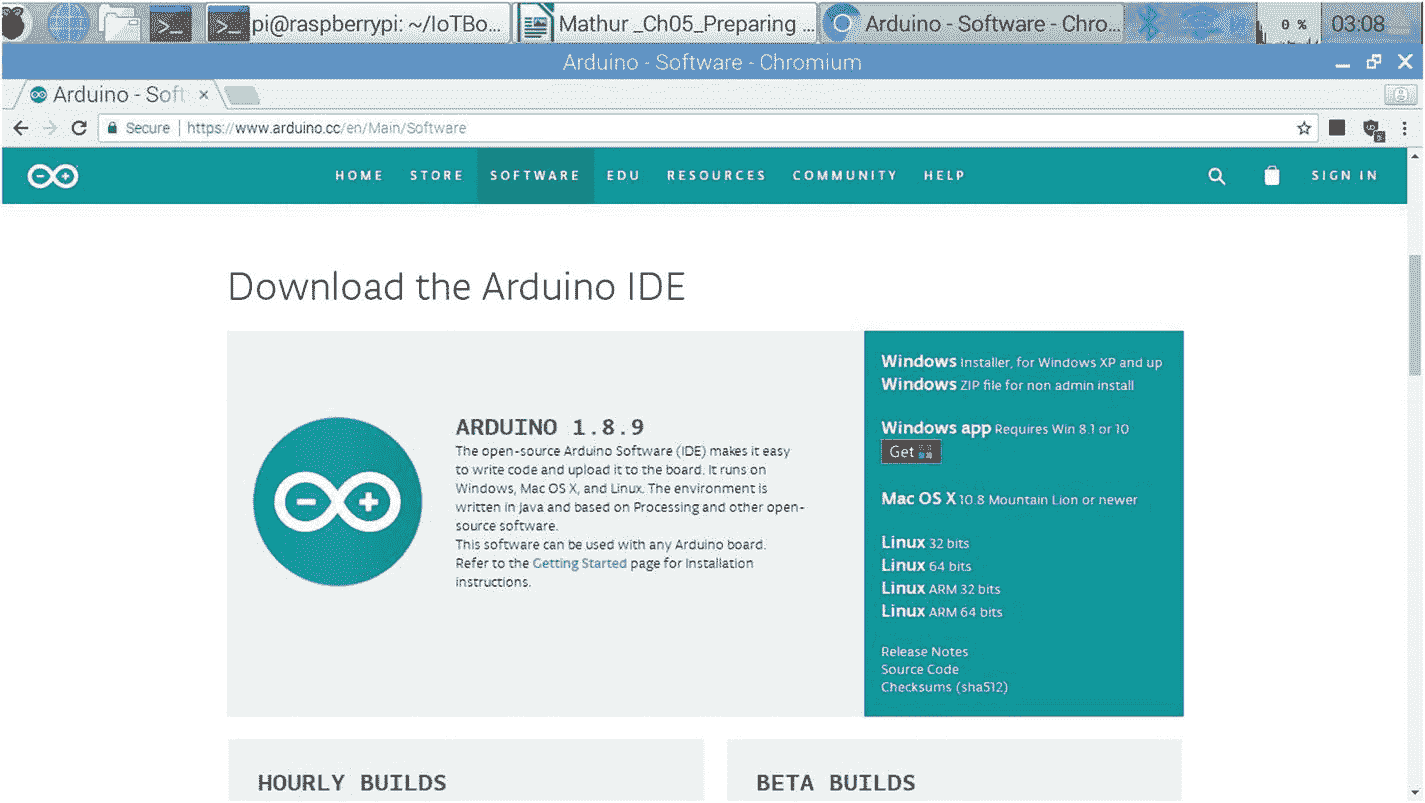 pi@raspberrypi: ~/IoTBo...
Mathur _Ch05_Preparing ...
Arduino - Software - Chro...
0 %
03:08
Arduino - Software - Chromium
Arduino - Soft
Secure
https://www.arduino.cc/en/Main/Software
HOME
STORE
SOFTWARE
EDU
RESOURCES
COMMUNITY
HELP
SIGN IN
Download the Arduino IDE
ARDUINO 1.8.9
The open-source Arduino Software (IDE) makes it easy
to write code and upload it to the board. It runs on
Windows, Mac OS X, and Linux. The environment is
written in Java and based on Processing and other open-
source software.
This software can be used with any Arduino board.
Refer to the Getting Started page for Installation
instructions.
Windows Installer, for Windows XP and up
Windows ZIP file for non admin install
Windows app Requires Win 8.1 or 10
Get
Mac OS X 10.8 Mountain Lion or newer
Linux 32 bits
Linux 64 bits
Linux ARM 32 bits
Linux ARM 64 bits
Release Notes
Source Code
Checksums (sha512)
HOURLY BUILDS
BETA BUILDS